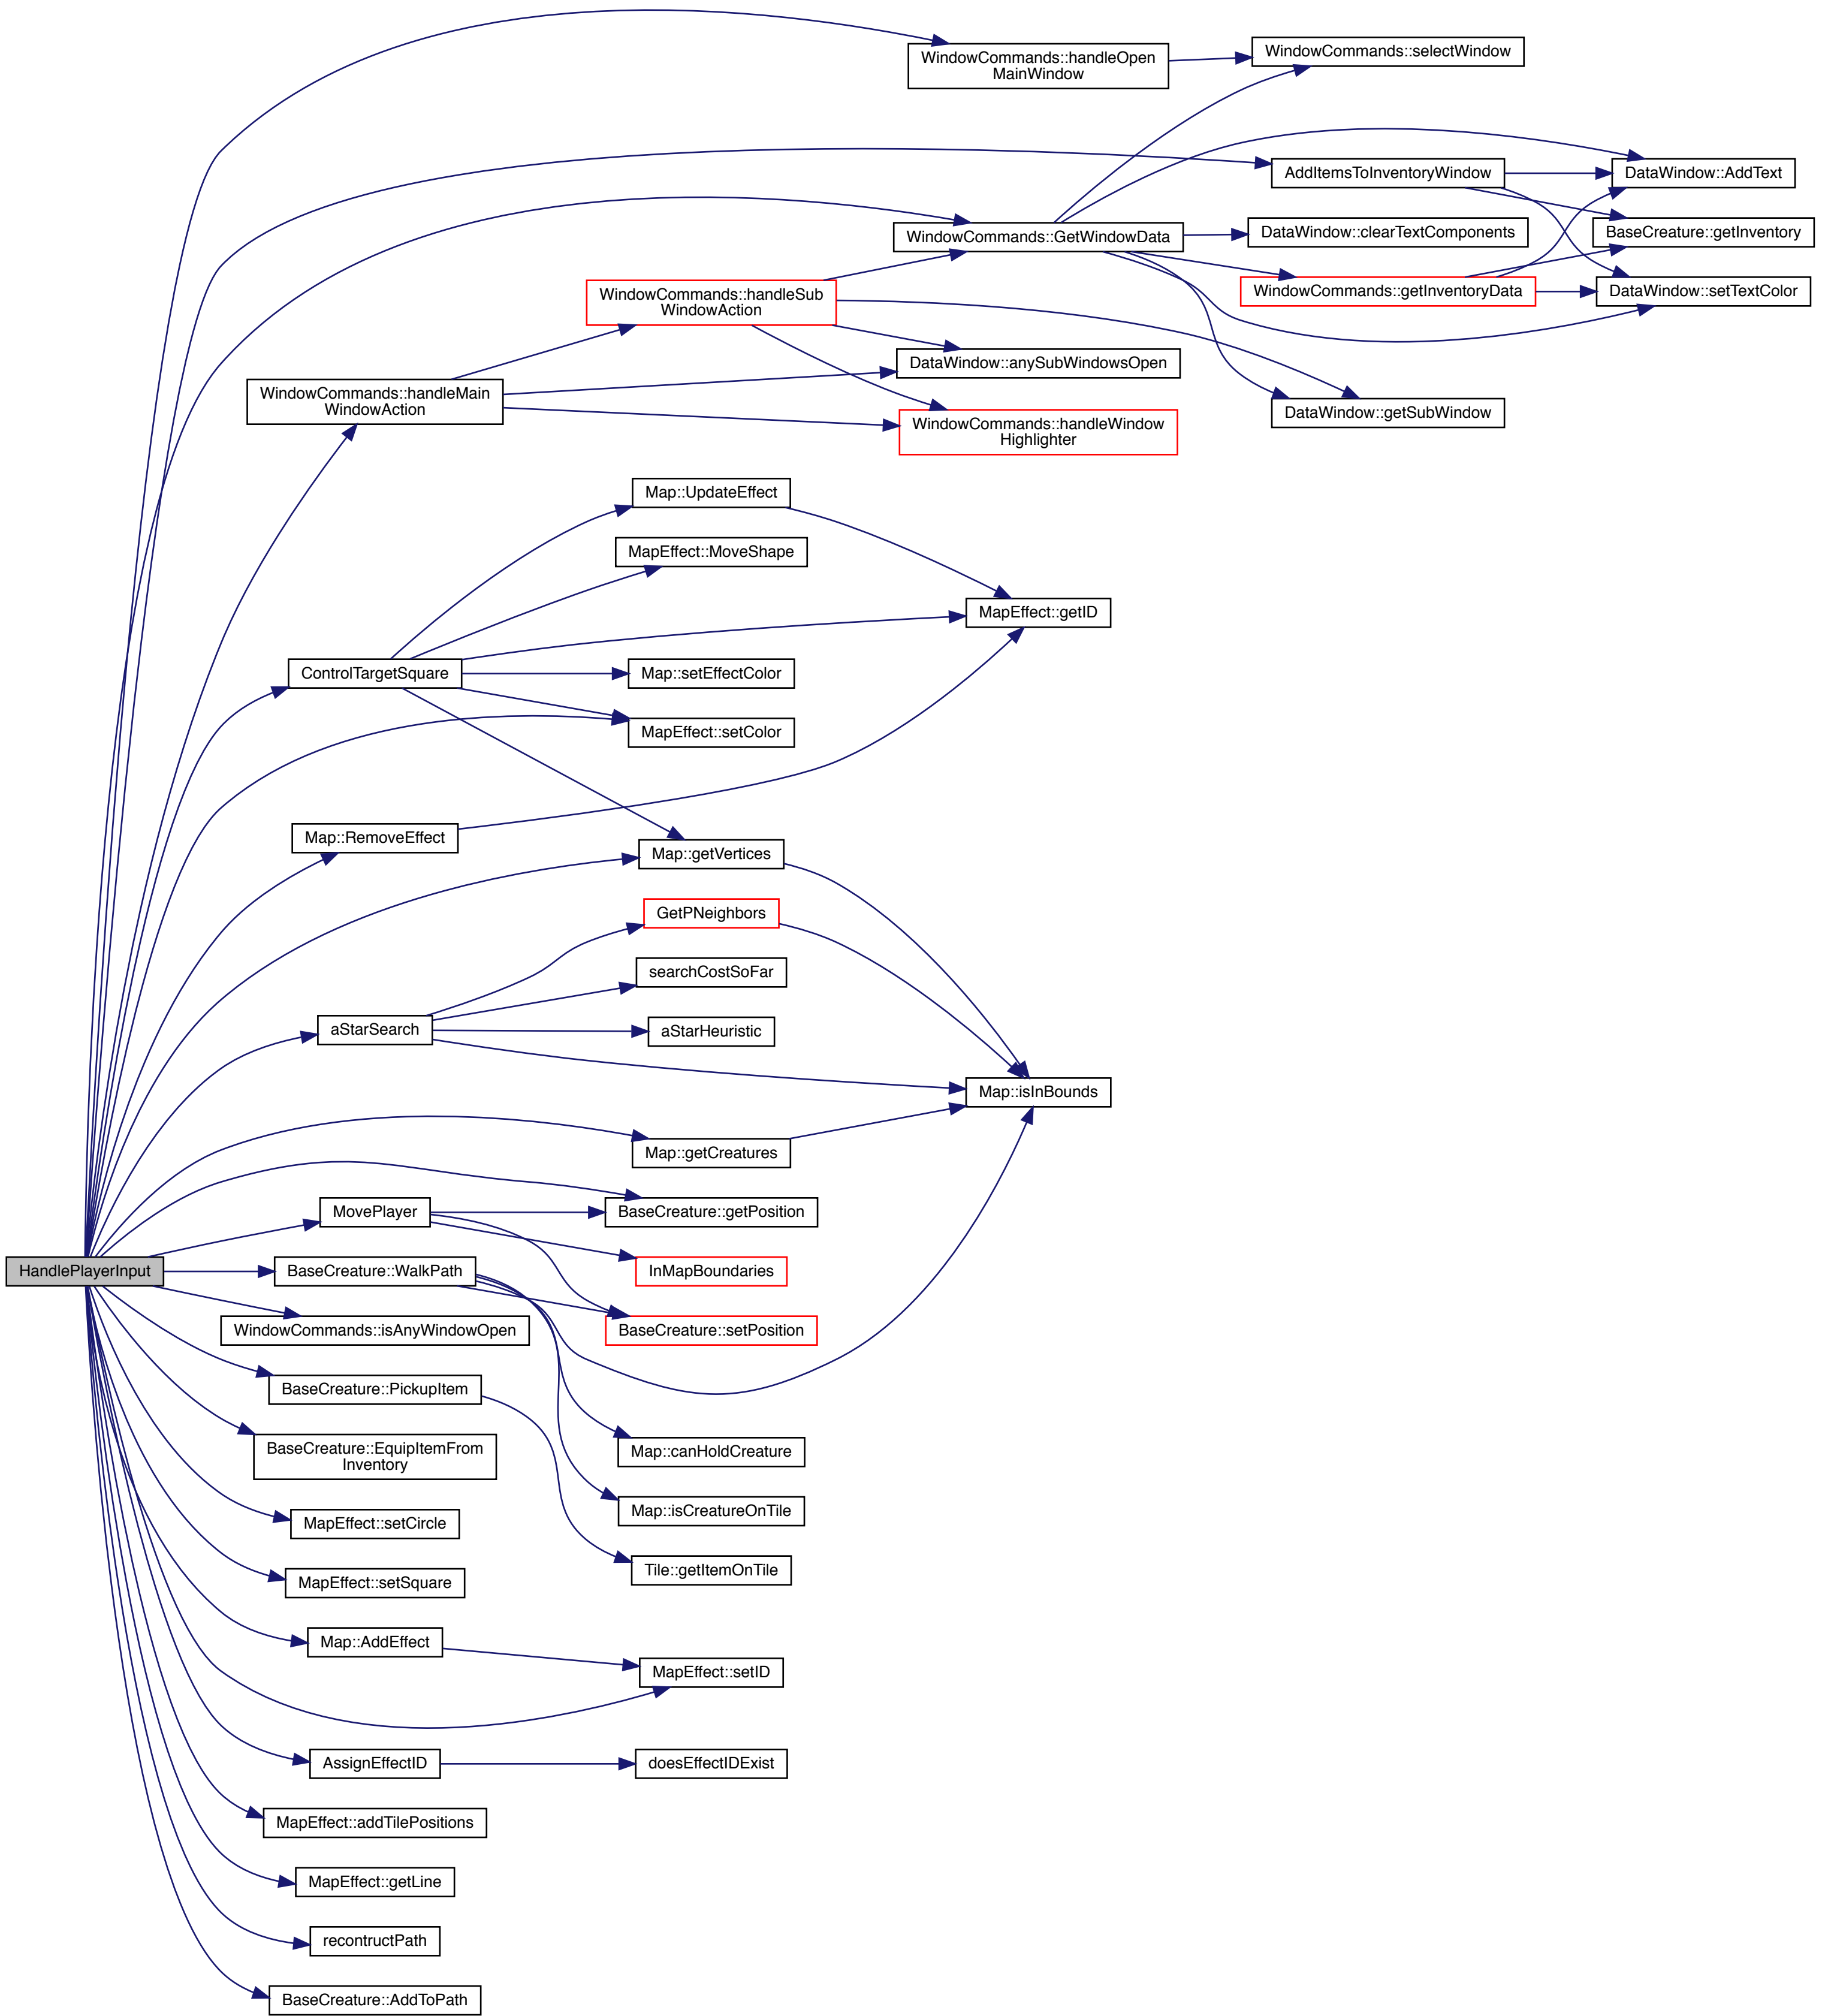 WindowCommands::handleOpen
MainWindow
WindowCommands::selectWindow
AddItemsToInventoryWindow
DataWindow::AddText
WindowCommands::GetWindowData
DataWindow::clearTextComponents
BaseCreature::getInventory
WindowCommands::handleSub
WindowAction
WindowCommands::getInventoryData
DataWindow::setTextColor
DataWindow::anySubWindowsOpen
WindowCommands::handleMain
WindowAction
DataWindow::getSubWindow
WindowCommands::handleWindow
Highlighter
Map::UpdateEffect
MapEffect::MoveShape
MapEffect::getID
ControlTargetSquare
Map::setEffectColor
MapEffect::setColor
Map::RemoveEffect
Map::getVertices
GetPNeighbors
searchCostSoFar
aStarSearch
aStarHeuristic
Map::isInBounds
Map::getCreatures
MovePlayer
BaseCreature::getPosition
HandlePlayerInput
BaseCreature::WalkPath
InMapBoundaries
WindowCommands::isAnyWindowOpen
BaseCreature::setPosition
BaseCreature::PickupItem
BaseCreature::EquipItemFrom
Inventory
Map::canHoldCreature
MapEffect::setCircle
Map::isCreatureOnTile
MapEffect::setSquare
Tile::getItemOnTile
Map::AddEffect
MapEffect::setID
AssignEffectID
doesEffectIDExist
MapEffect::addTilePositions
MapEffect::getLine
recontructPath
BaseCreature::AddToPath